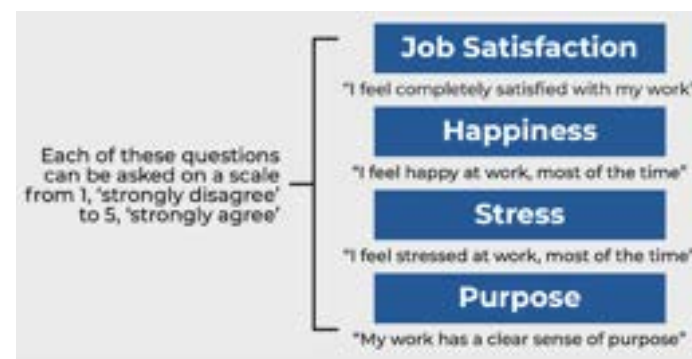 Each of these questions
can be asked on a scale
from 1, 'strongly disagree'
to 5, 'strongly agree'
Job Satisfaction
"I feel completely satisfied with my work"
Happiness
"I feel happy at work, most of the time"
Stress
"I feel stressed at work, most of the time"
Purpose
"My work has a clear sense of purpose"